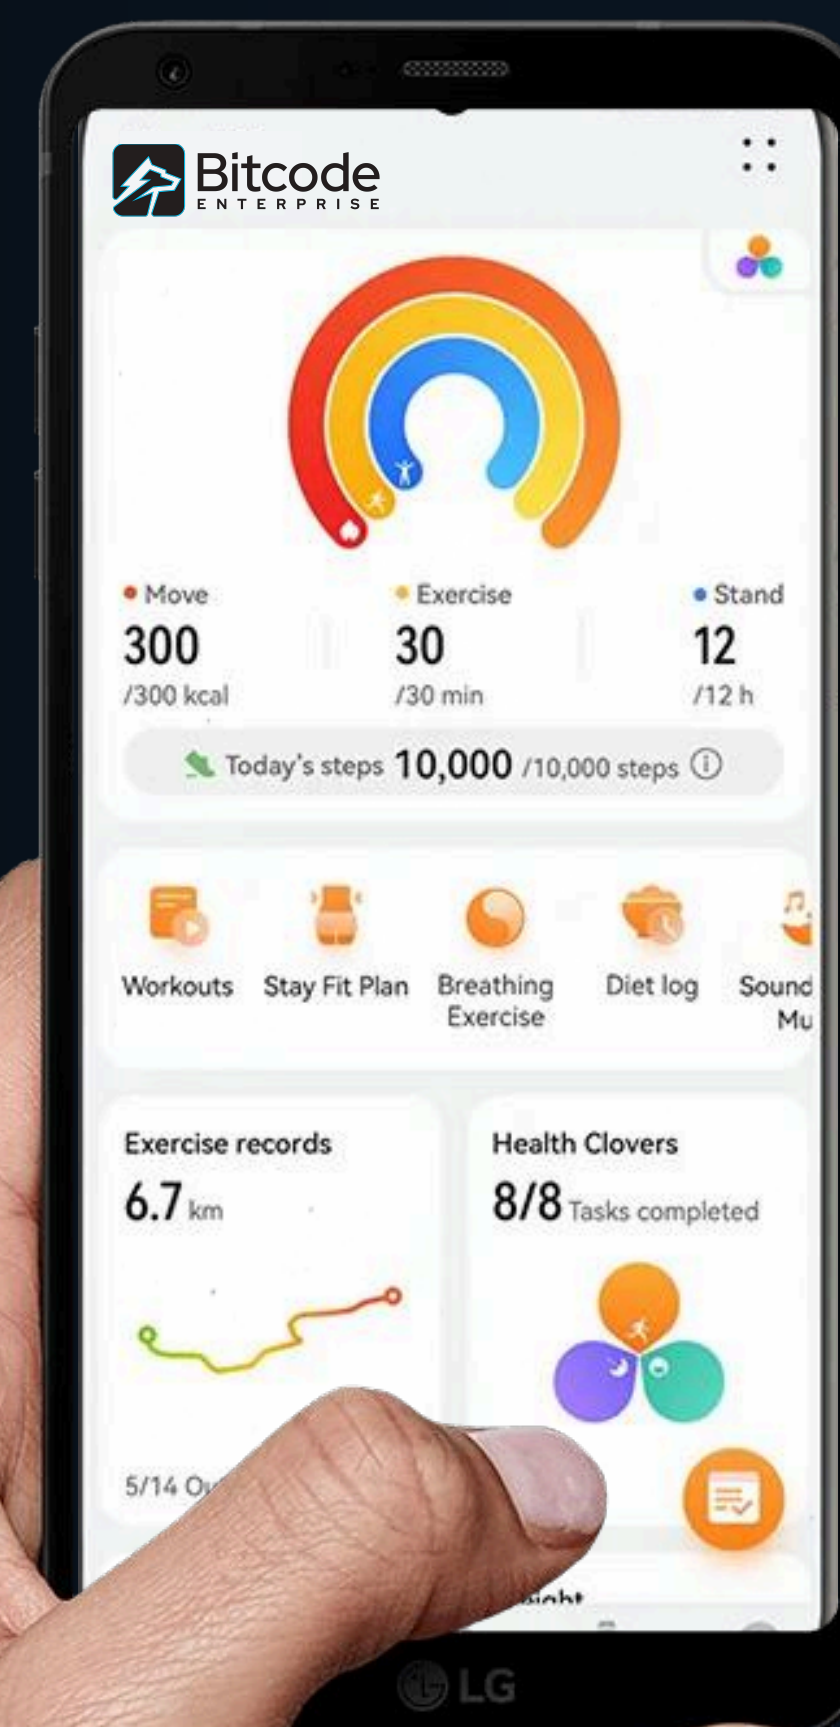 Bitcode
ENTERPRISE
Move
300
/300 kcal
Exercise
30
/30 min
Stand
12
/12 h
Today's steps 10,000 /10,000 steps
Workouts
Stay Fit Plan
Breathing
Exercise
Diet log
Sound
Mu
Exercise records
6.7 km
5/14
Health Clovers
8/8 Tasks completed
LG